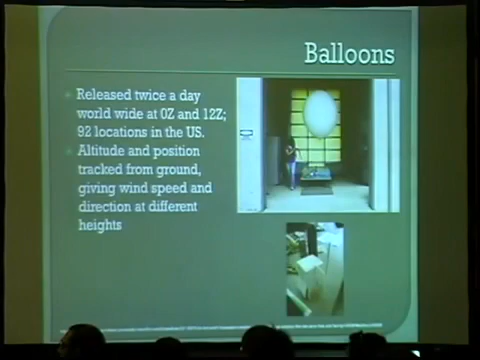 Balloons
Released twice a day
world wide at 0Z and 12Z;
92 locations in the US.
Altitude and position
tracked from ground,
giving wind speed and
direction at different
heights